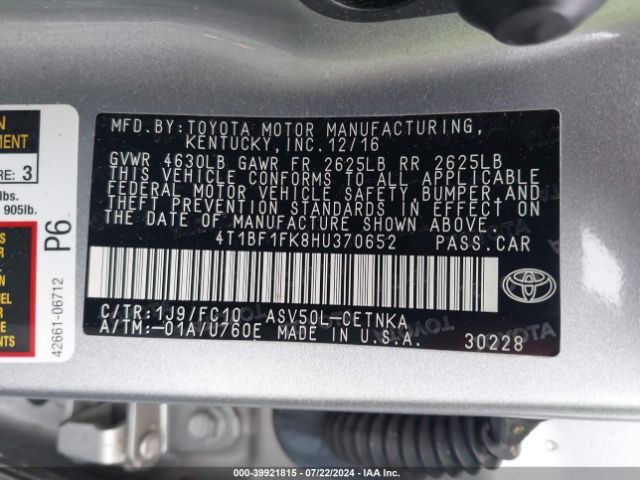 MFD.BY:TOYOTA MOTOR MANUFACTURING,
KENTUCKY,INC.12/16
GVWR 4630LB GAWR FR 2625LB RR 2625LB
THIS VEHICLE CONFORMS TO ALL APPLICABLE
FEDERAL MOTOR VEHICLE SAFETY,BUMPER,AND
THEFT PREVENTION STANDARDS IN EFFECT ON
THE DATE OF MANUFACTURE SHOWN ABOVE.
4T1BF1FK8HU370652 PASS.CAR
C/TR:1J9/FC10 ASV50L-CETNKA
A/TM:-01A/U760E MADE IN U.S.A. 30228
TOYOTA
RE: 3
lbs.
905lb.
P6
42661-06712
000-39921815 - 07/22/2024 - IAA Inc.